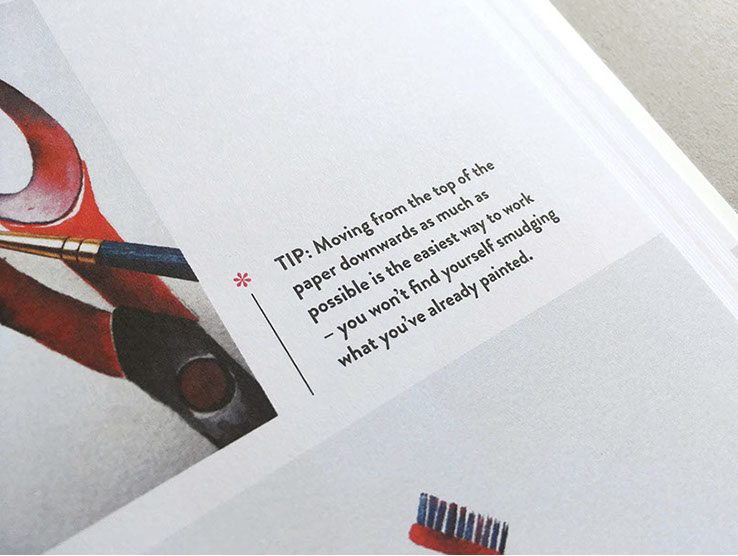 TIP: Moving from the top of the
paper downwards as much as
possible is the easiest way to work
– you won't find yourself smudging
what you've already painted.